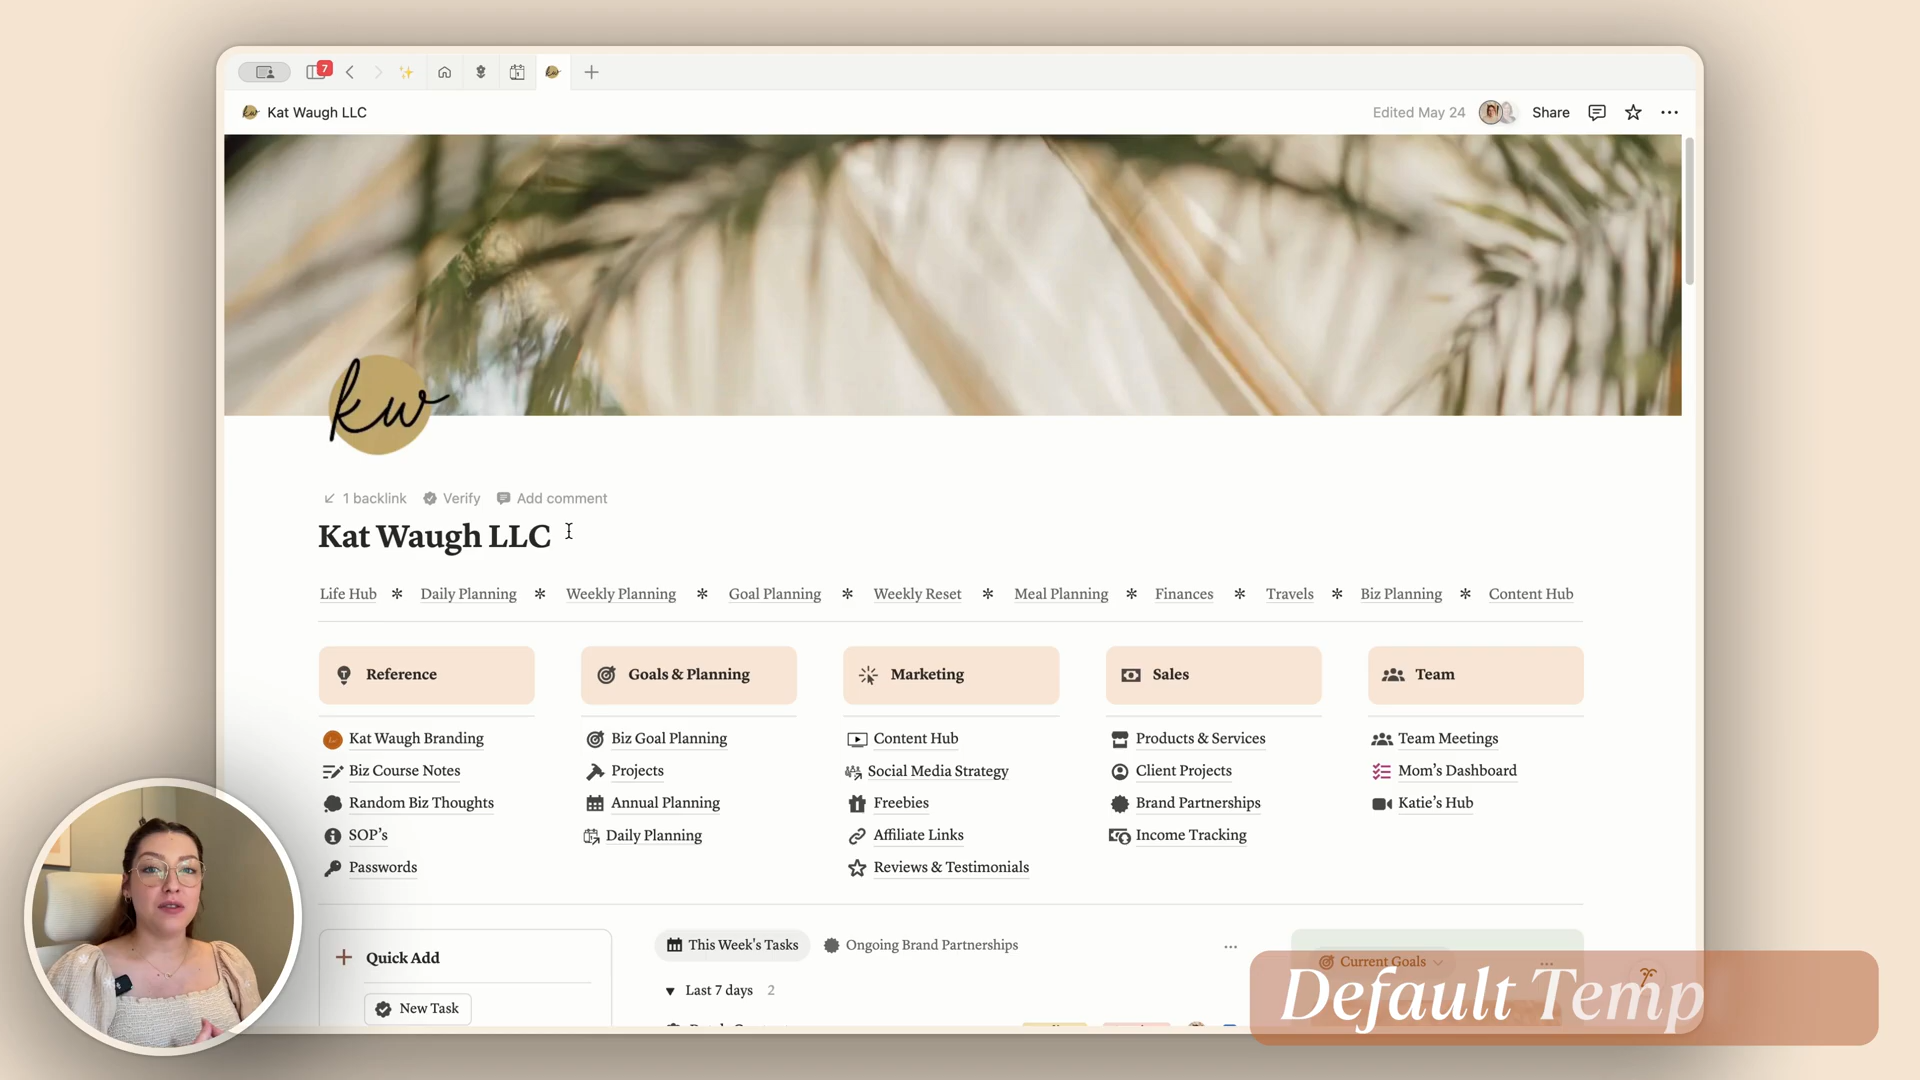 7
Kat Waugh LLC
Edited May 24
Share
kw
1 backlink
Verify
Add comment
Kat Waugh LLC
Life Hub * Daily Planning * Weekly Planning * Goal Planning * Weekly Reset * Meal Planning * Finances * Travels * Biz Planning * Content Hub
Reference
Kat Waugh Branding
Biz Course Notes
Random Biz Thoughts
SOP's
Passwords
Goals & Planning
Biz Goal Planning
Projects
Annual Planning
Daily Planning
Marketing
Content Hub
Social Media Strategy
Freebies
Affiliate Links
Reviews & Testimonials
Sales
Products & Services
Client Projects
Brand Partnerships
Income Tracking
Team
Team Meetings
Mom's Dashboard
Katie's Hub
Quick Add
New Task
This Week's Tasks
Ongoing Brand Partnerships
Last 7 days 2
Current Goals
Default Temp